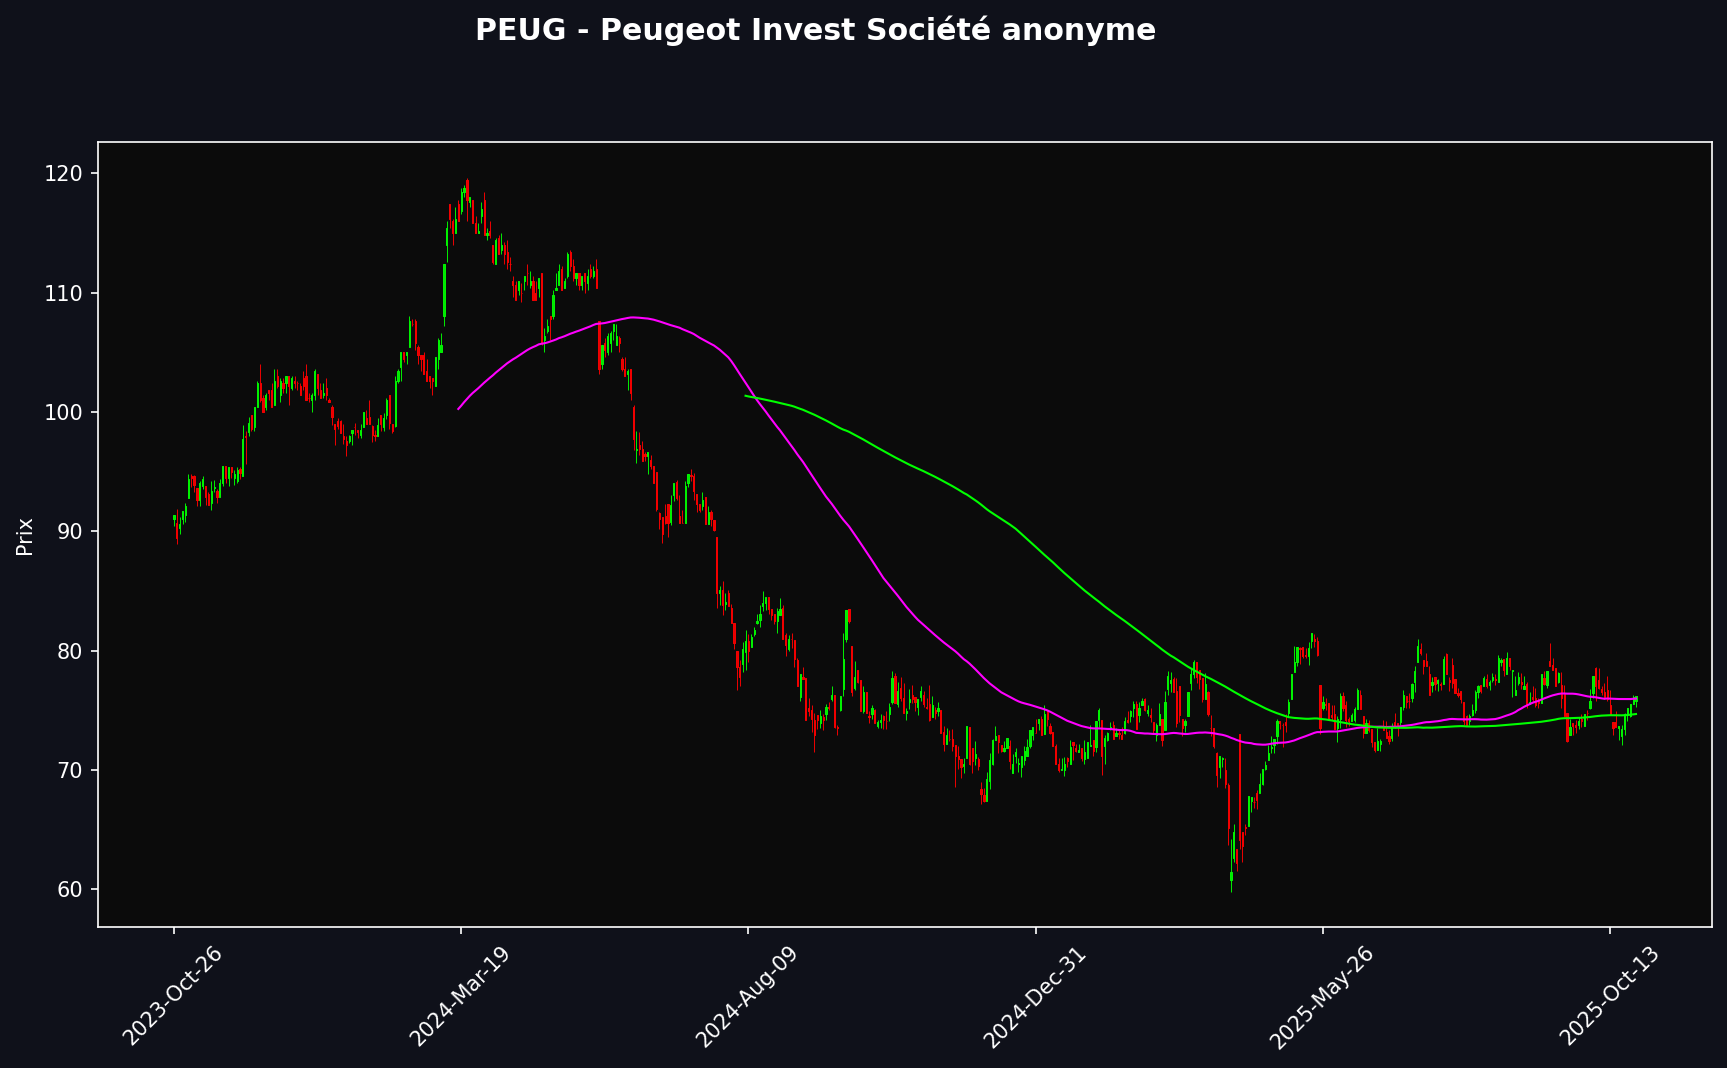 PEUG - Peugeot Invest Société anonyme
120
110
100
90
80
70
60
Prix
2023-Oct-26
2024-Mar-19
2024-Aug-09
2024-Dec-31
2025-May-26
2025-Oct-13